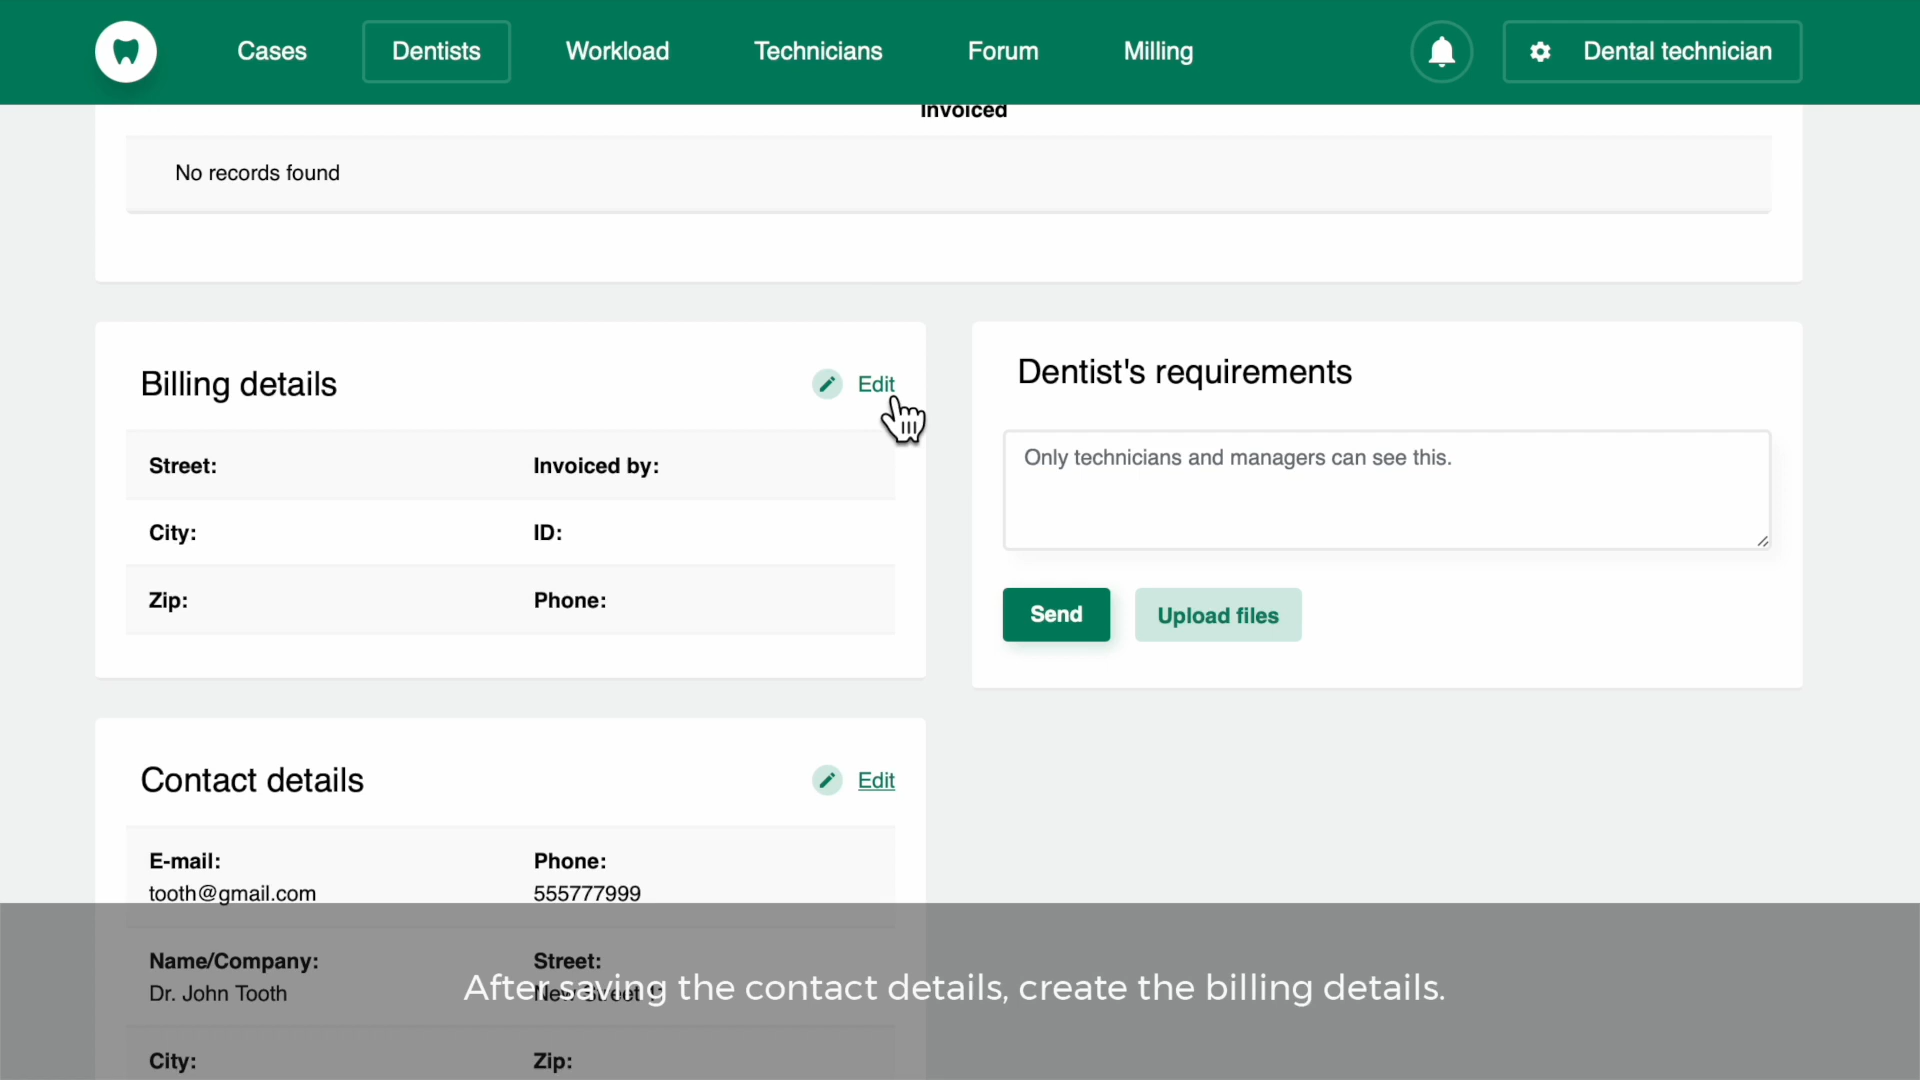 Cases
Dentists
Workload
Technicians
Forum
Milling
Dental technician
Invoiced
No records found
Billing details
Edit
Street:
Invoiced by:
City:
ID:
Zip:
Phone:
Dentist's requirements
Only technicians and managers can see this.
Send
Upload files
Contact details
Edit
E-mail:
Phone:
tooth@gmail.com
555777999
Name/Company:
Street:
Dr. John Tooth
After saving the contact details, create the billing details.
City:
Zip: